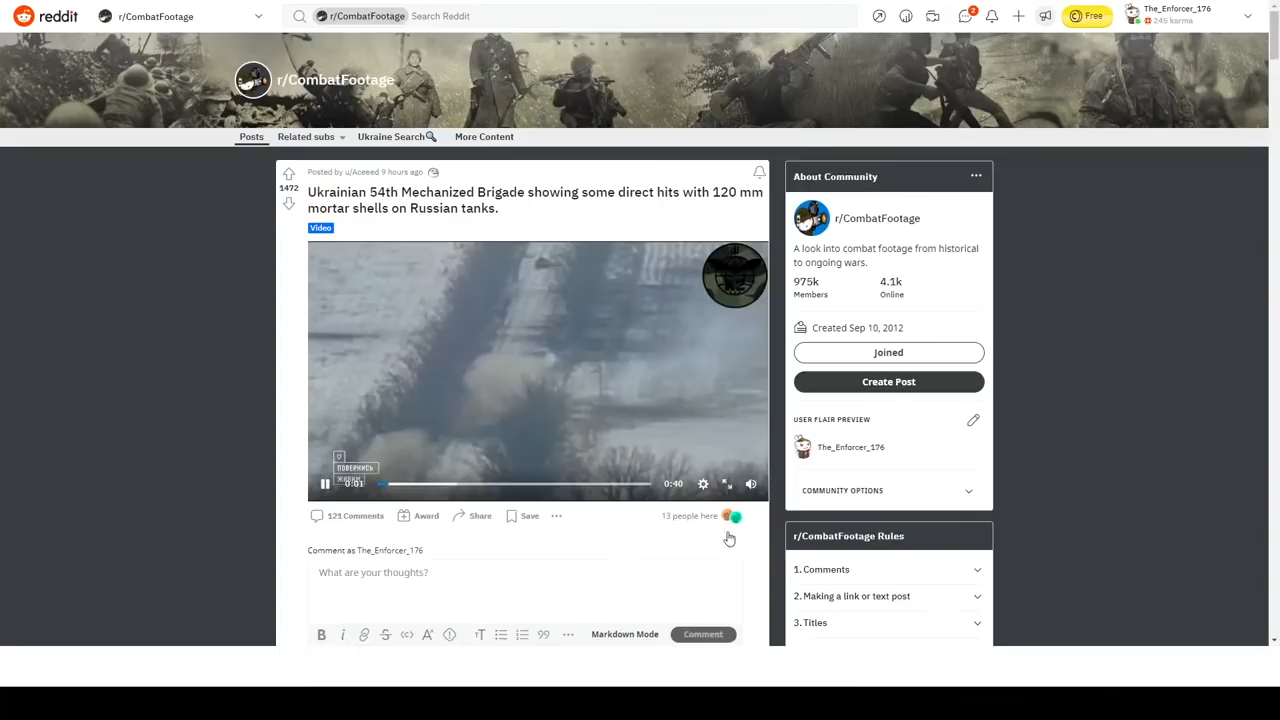 reddit
r/CombatFootage
r/CombatFootage Search Reddit
2
Free
The_Enforcer_176
245 karma
r/CombatFootage
Posts Related subs Ukraine Search🔍 More Content
Posted by u/Aceeed 9 hours ago
1472
Ukrainian 54th Mechanized Brigade showing some direct hits with 120 mm
mortar shells on Russian tanks.
Video
ПОВЕРНИСЬ
ЖИВИМ
0:01
0:40
121 Comments Award Share Save ••• 13 people here
Comment as The_Enforcer_176
What are your thoughts?
B i S <c> A T 99 ••• Markdown Mode Comment
About Community •••
r/CombatFootage
A look into combat footage from historical
to ongoing wars.
975k 4.1k
Members Online
Created Sep 10, 2012
Joined
Create Post
USER FLAIR PREVIEW
The_Enforcer_176
COMMUNITY OPTIONS
r/CombatFootage Rules
1. Comments
2. Making a link or text post
3. Titles